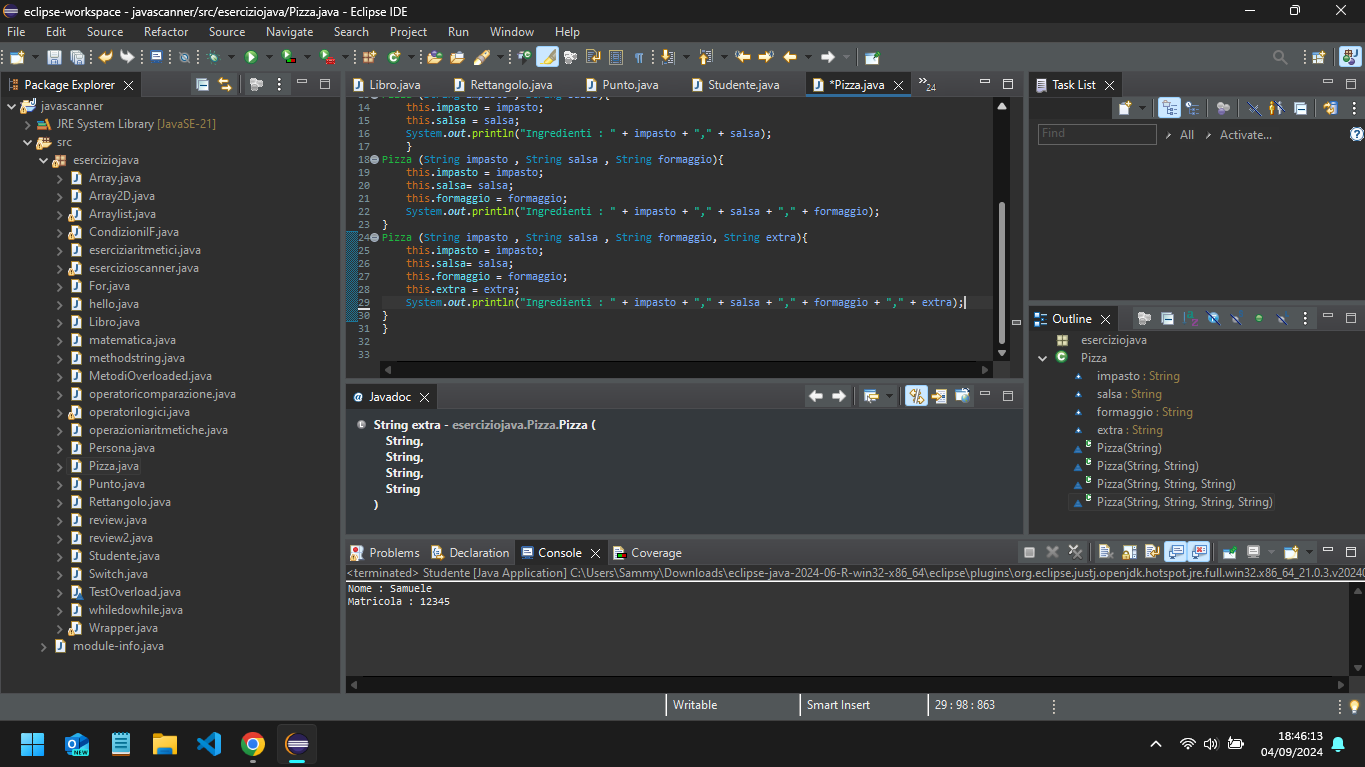 eclipse-workspace - javascanner/src/eserciziojava/Pizza.java - Eclipse IDE
File Edit Source Refactor Source Navigate Search Project Run Window Help
Package Explorer
javascanner
JRE System Library [JavaSE-21]
src
eserciziojava
Array.java
Array2D.java
Arraylist.java
CondizioniIF.java
eserciziaritmetici.java
esercizioscanner.java
For.java
hello.java
Libro.java
matematica.java
methodstring.java
MetodiOverloaded.java
operatoricomparazione.java
operatorilogici.java
operazioniaritmetiche.java
Persona.java
Pizza.java
Punto.java
Rettangolo.java
review.java
review2.java
Studente.java
Switch.java
TestOverload.java
whiledowhile.java
Wrapper.java
module-info.java
Libro.java Rettangolo.java Punto.java Studente.java *Pizza.java »24
14 this.impasto = impasto;
15 this.salsa = salsa;
16 System.out.println("Ingredienti : " + impasto + "," + salsa);
17 }
18 Pizza (String impasto , String salsa , String formaggio){
19 this.impasto = impasto;
20 this.salsa= salsa;
21 this.formaggio = formaggio;
22 System.out.println("Ingredienti : " + impasto + "," + salsa + "," + formaggio);
23 }
24 Pizza (String impasto , String salsa , String formaggio, String extra){
25 this.impasto = impasto;
26 this.salsa= salsa;
27 this.formaggio = formaggio;
28 this.extra = extra;
29 System.out.println("Ingredienti : " + impasto + "," + salsa + "," + formaggio + "," + extra);
30 }
31 }
32
33
Javadoc
String extra - eserciziojava.Pizza.Pizza (
String,
String,
String,
String
)
Problems Declaration Console Coverage
<terminated> Studente [Java Application] C:\Users\Sammy\Downloads\eclipse-java-2024-06-R-win32-x86_64\eclipse\plugins\org.eclipse.justj.openjdk.hotspot.jre.full.win32.x86_64_21.0.3.v20240
Nome : Samuele
Matricola : 12345
Task List
Find All Activate...
Outline
eserciziojava
Pizza
impasto : String
salsa : String
formaggio : String
extra : String
Pizza(String)
Pizza(String, String)
Pizza(String, String, String)
Pizza(String, String, String, String)
Writable Smart Insert 29 : 98 : 863
NEW
18:46:13
04/09/2024